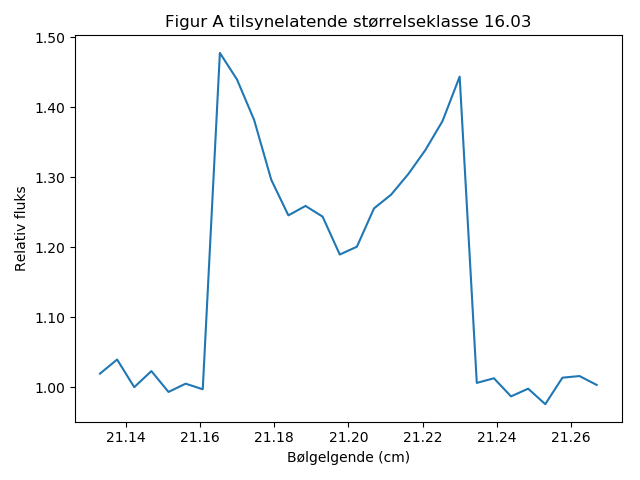 Figur A tilsynelatende størrelseklasse 16.03
1.50
1.40
1.30
1.20
1.10
1.00
Relativ fluks
21.14 21.16 21.18 21.20 21.22 21.24 21.26
Bølgelgende (cm)